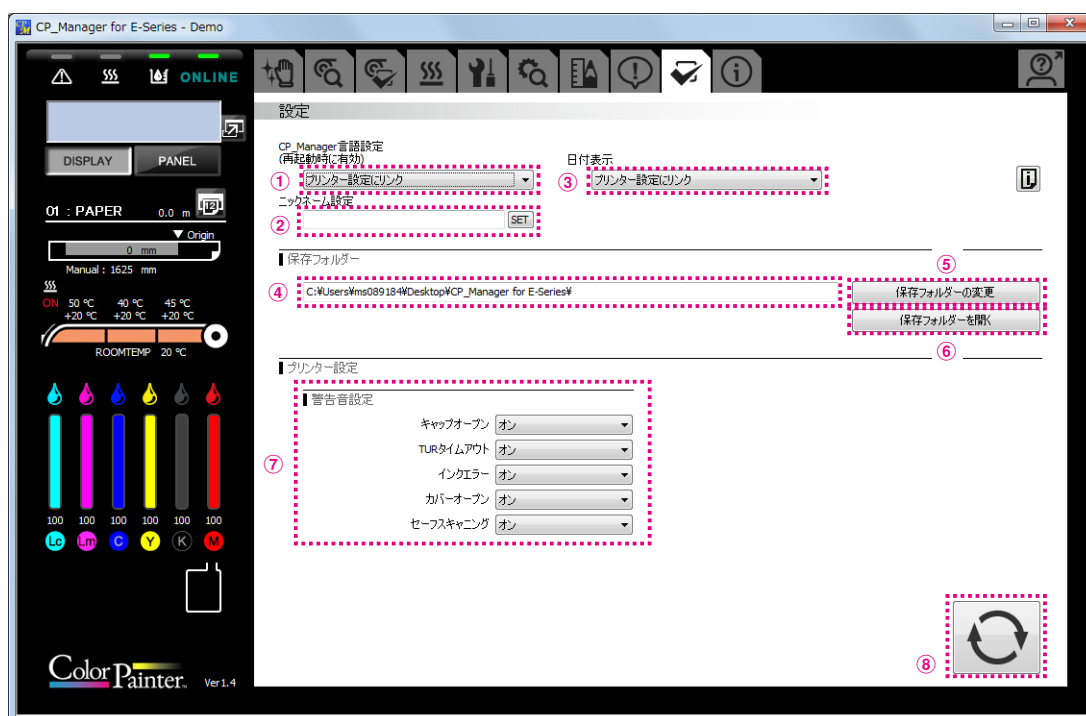 CP_Manager for E-Series - Demo
ONLINE
DISPLAY
PANEL
01 : PAPER
0.0 m
12
Origin
0 mm
Manual : 1625 mm
ON 50 ℃ 40 ℃ 45 ℃
+20 ℃ +20 ℃ +20 ℃
ROOMTEMP 20 ℃
100 100 100 100 100 100
Lc Lm C Y K M
Color Painter. Ver1.4
設定
CP_Manager言語設定
(再起動時に有効)
① プリンター設定にリンク
日付表示
③ プリンター設定にリンク
ニックネーム設定
② SET
保存フォルダー
④ C:¥Users¥ms089184¥Desktop¥CP_Manager for E-Series¥
⑤
保存フォルダーの変更
保存フォルダーを開く
⑥
プリンター設定
⑦
警告音設定
キャップオープン オン
TURタイムアウト オン
インクエラー オン
カバーオープン オン
セーフスキャニング オン
⑧